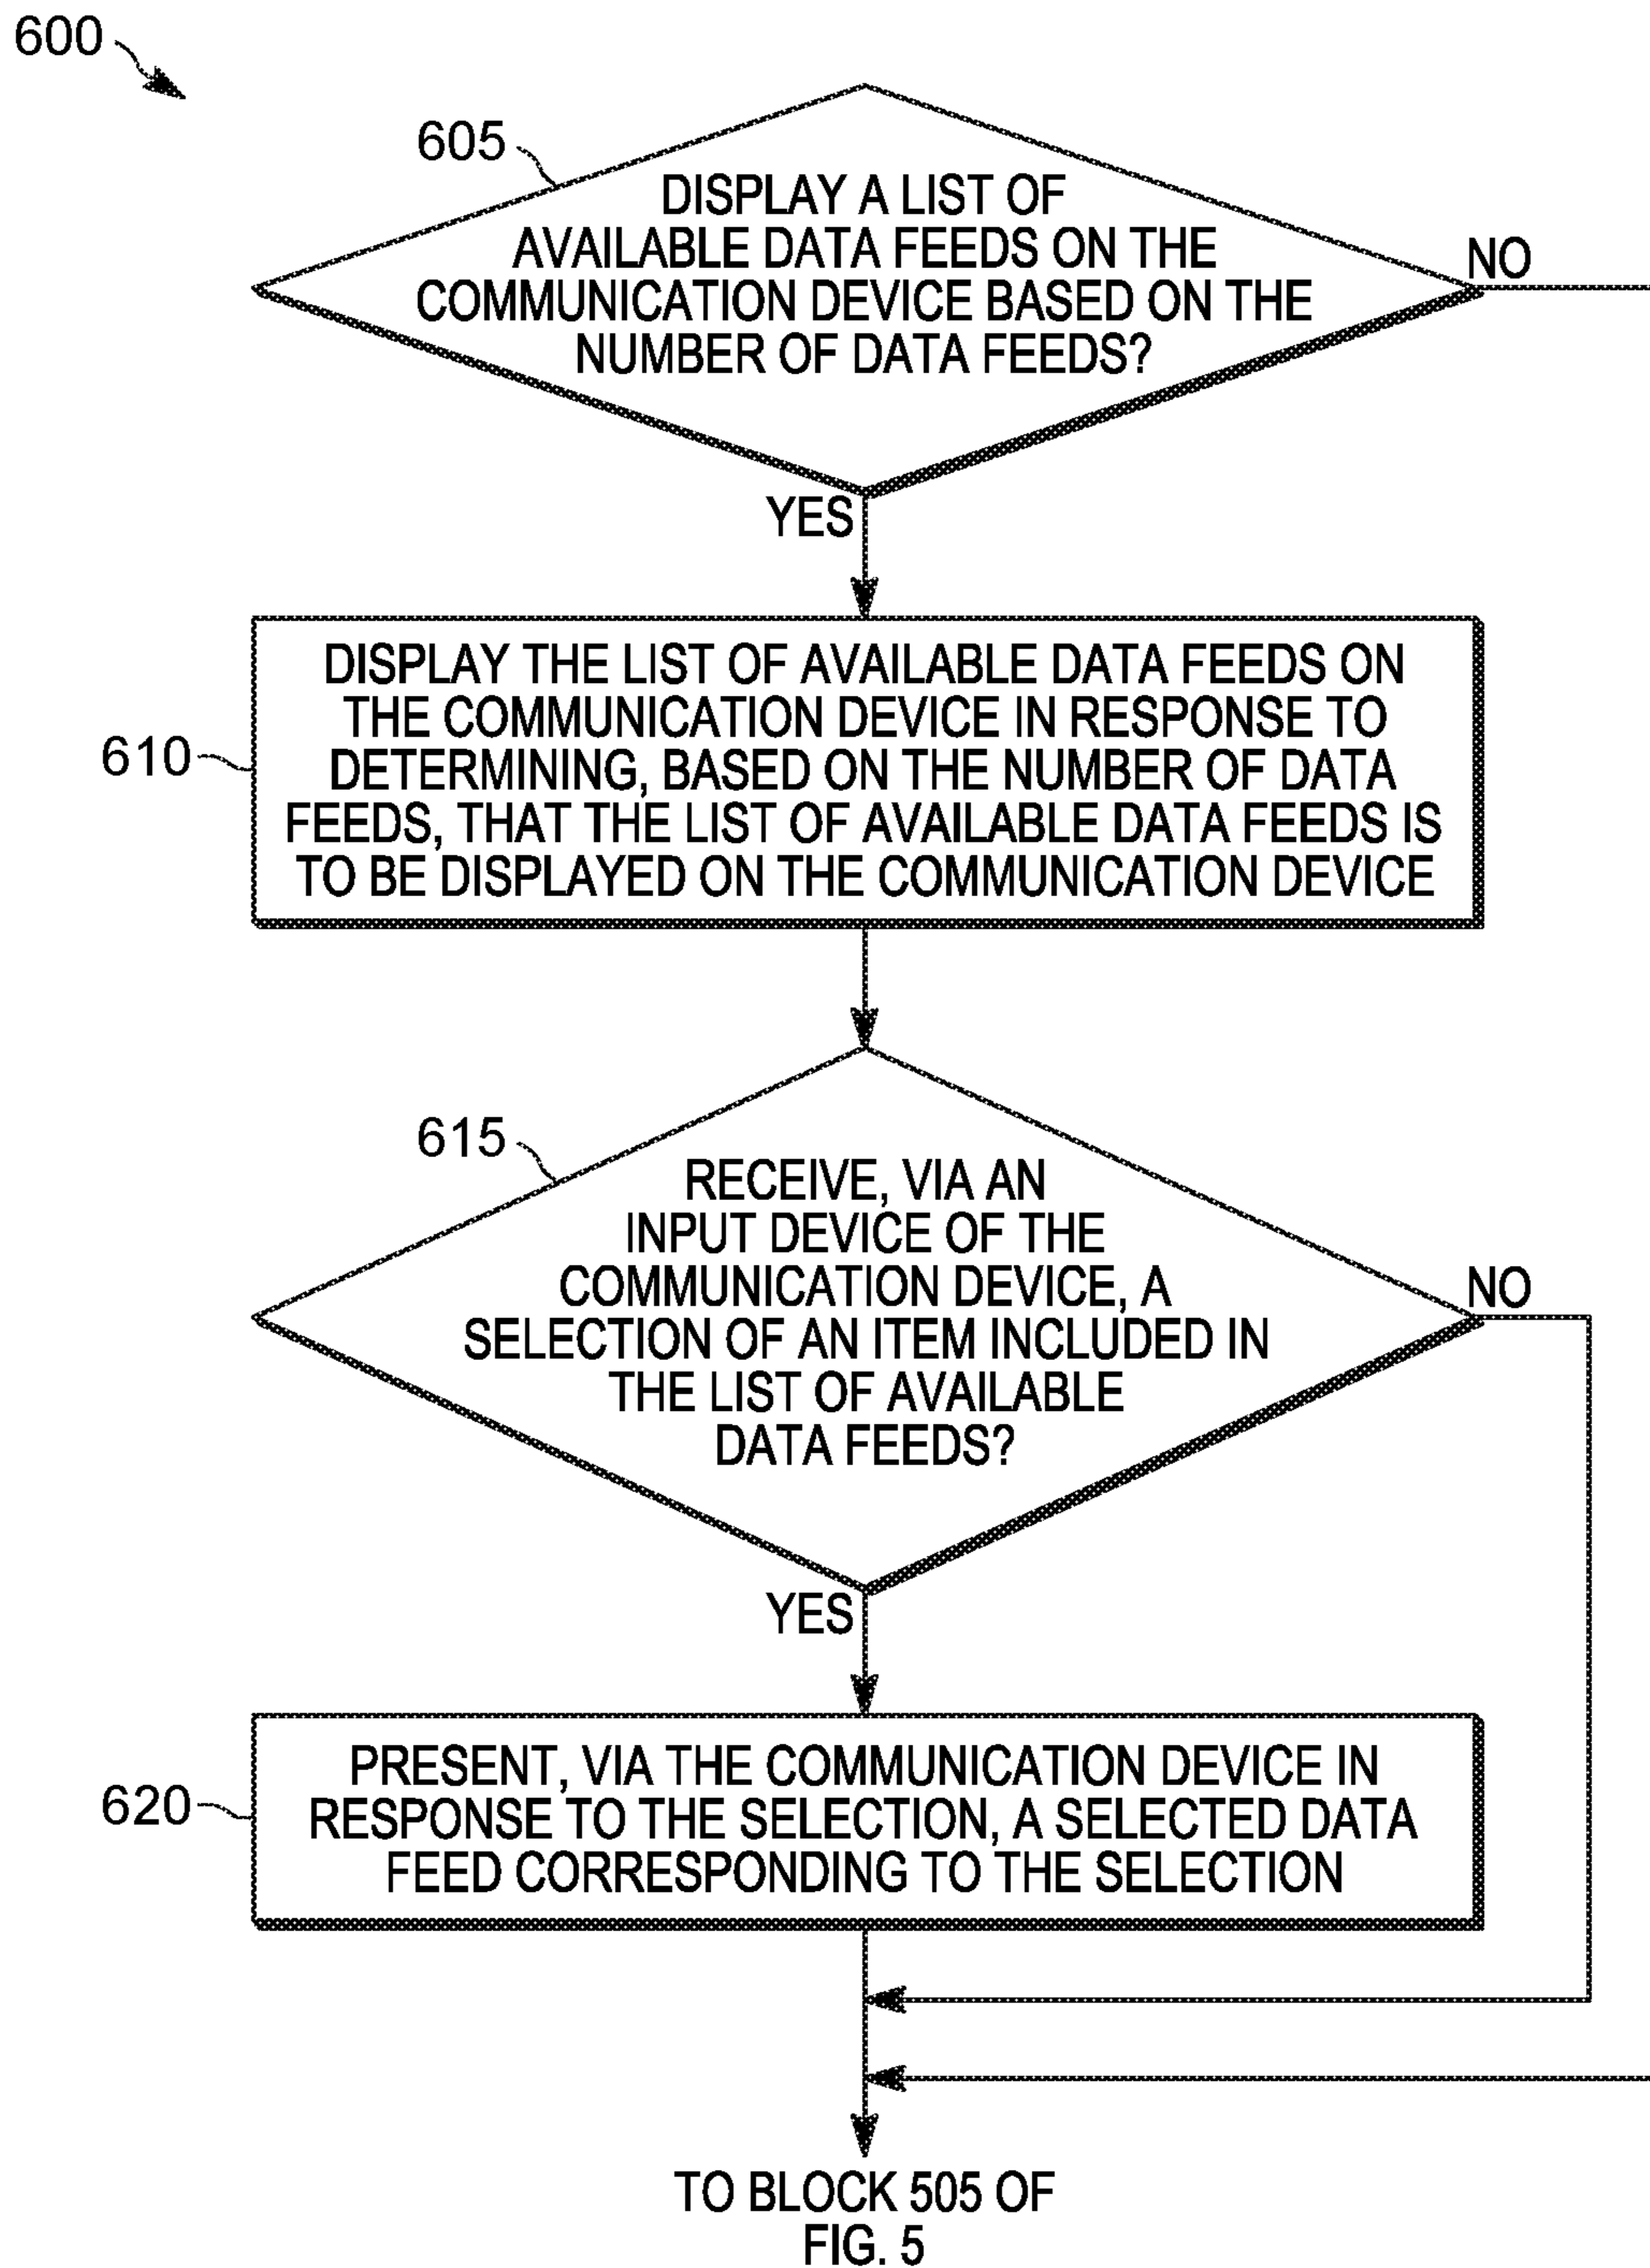 600
605
DISPLAY A LIST OF
AVAILABLE DATA FEEDS ON THE
COMMUNICATION DEVICE BASED ON THE
NUMBER OF DATA FEEDS?
NO
YES
610
DISPLAY THE LIST OF AVAILABLE DATA FEEDS ON
THE COMMUNICATION DEVICE IN RESPONSE TO
DETERMINING, BASED ON THE NUMBER OF DATA
FEEDS, THAT THE LIST OF AVAILABLE DATA FEEDS IS
TO BE DISPLAYED ON THE COMMUNICATION DEVICE
615
RECEIVE, VIA AN
INPUT DEVICE OF THE
COMMUNICATION DEVICE, A
SELECTION OF AN ITEM INCLUDED IN
THE LIST OF AVAILABLE
DATA FEEDS?
NO
YES
620
PRESENT, VIA THE COMMUNICATION DEVICE IN
RESPONSE TO THE SELECTION, A SELECTED DATA
FEED CORRESPONDING TO THE SELECTION
TO BLOCK 505 OF
FIG. 5